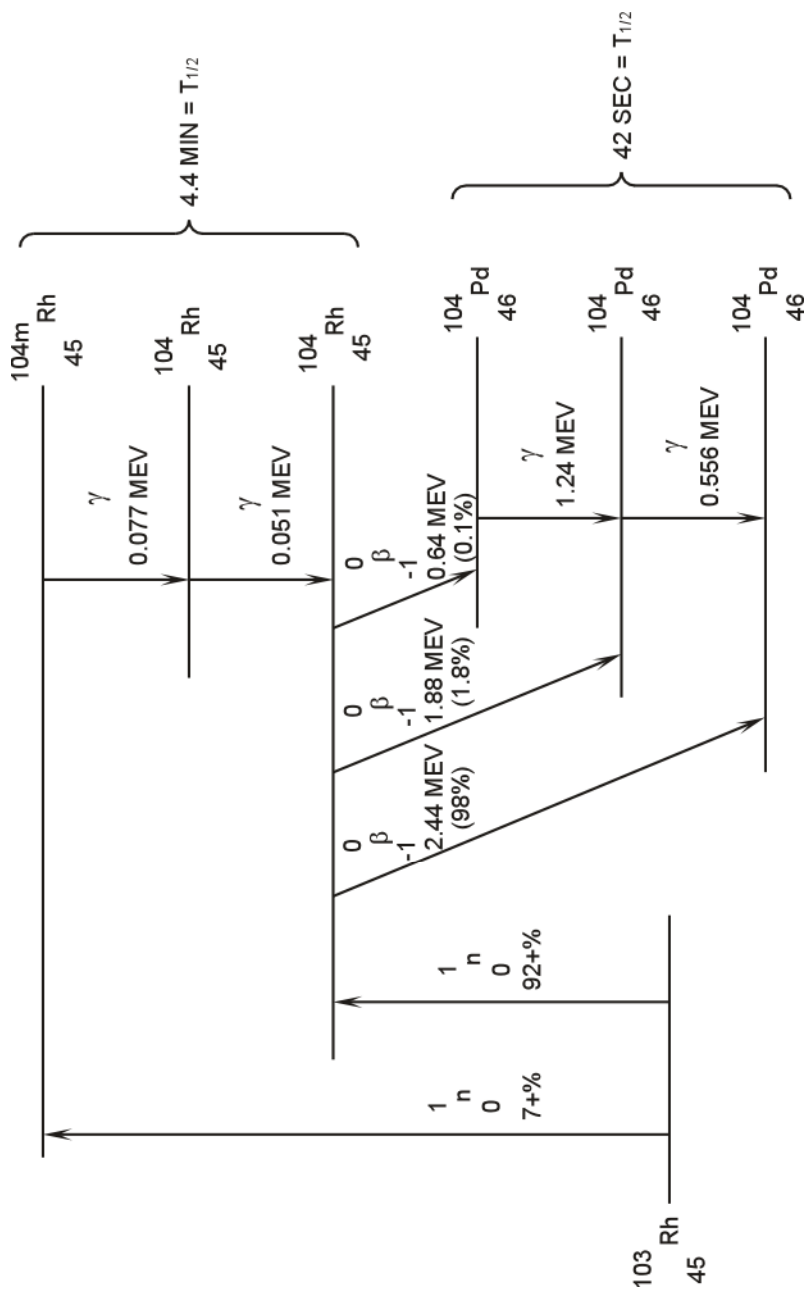 104m
Rh
45
γ
0.077 MEV
104
Rh
45
4.4 MIN = T1/2
γ
0.051 MEV
104
Rh
45
1
n
0
7+%
1
n
0
92+%
0
β
-1
2.44 MEV
(98%)
0
β
-1
1.88 MEV
(1.8%)
0
β
-1
0.64 MEV
(0.1%)
104
Pd
46
γ
1.24 MEV
104
Pd
46
42 SEC = T1/2
γ
0.556 MEV
104
Pd
46
103
Rh
45